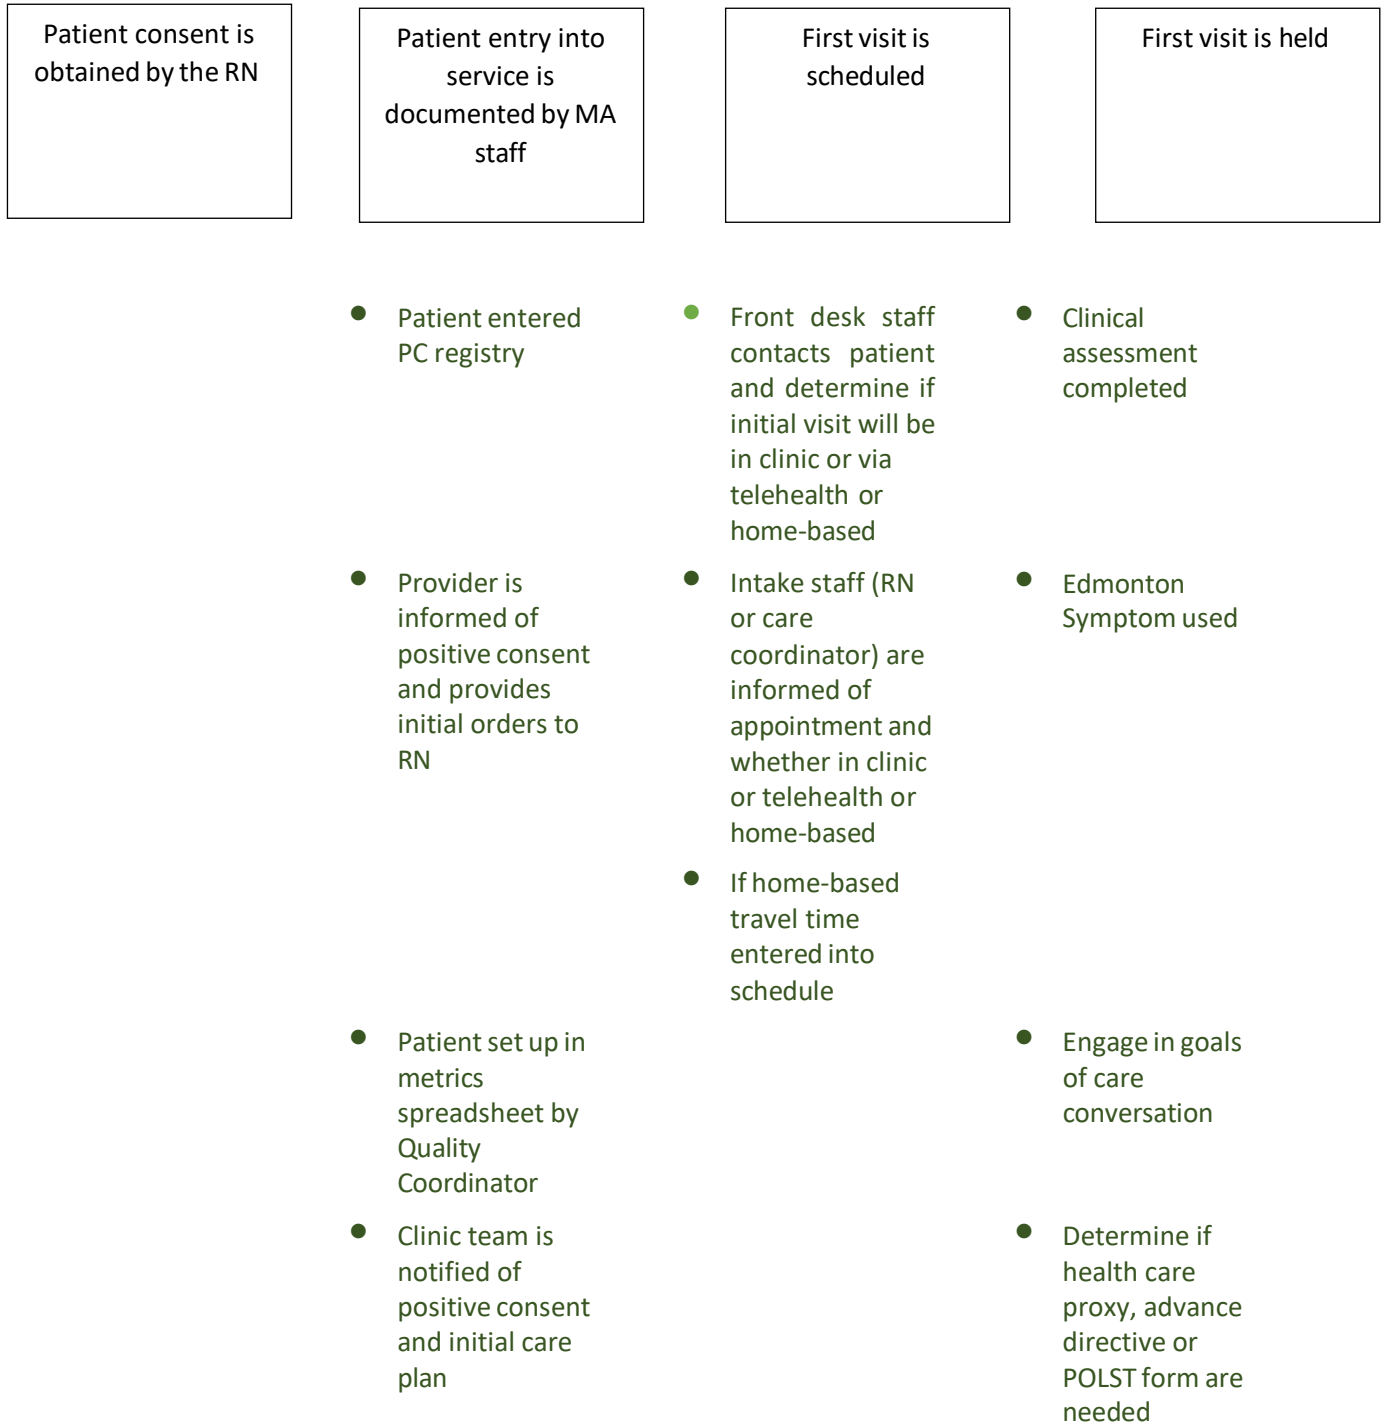 Patient consent is
obtained by the RN
Patient entry into
service is
documented by MA
staff
First visit is
scheduled
First visit is held
Patient entered
PC registry
Provider is
informed of
positive consent
and provides
initial orders to
RN
Patient set up in
metrics
spreadsheet by
Quality
Coordinator
Clinic team is
notified of
positive consent
and initial care
plan
Front desk staff
contacts patient
and determine if
initial visit will be
in clinic or via
telehealth or
home-based
Intake staff (RN
or care
coordinator) are
informed of
appointment and
whether in clinic
or telehealth or
home-based
If home-based
travel time
entered into
schedule
Clinical
assessment
completed
Edmonton
Symptom used
Engage in goals
of care
conversation
Determine if
health care
proxy, advance
directive or
POLST form are
needed